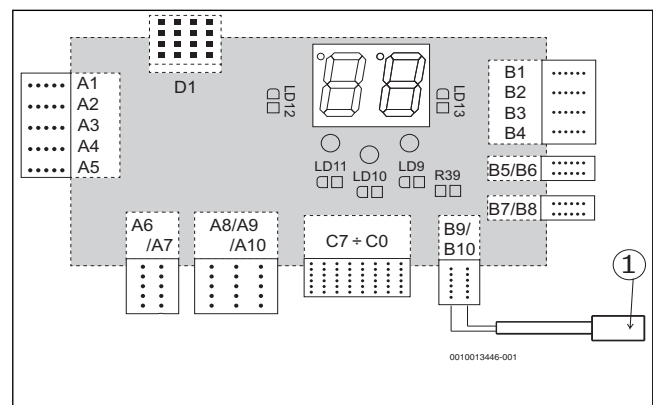 D1
A1
A2
A3
A4
A5
LD12
LD13
LD11
LD10
LD9
R39
B1
B2
B3
B4
B5/B6
B7/B8
A6
/A7
A8/A9
/A10
C7 ÷ C0
B9/
B10
1
0010013446-001